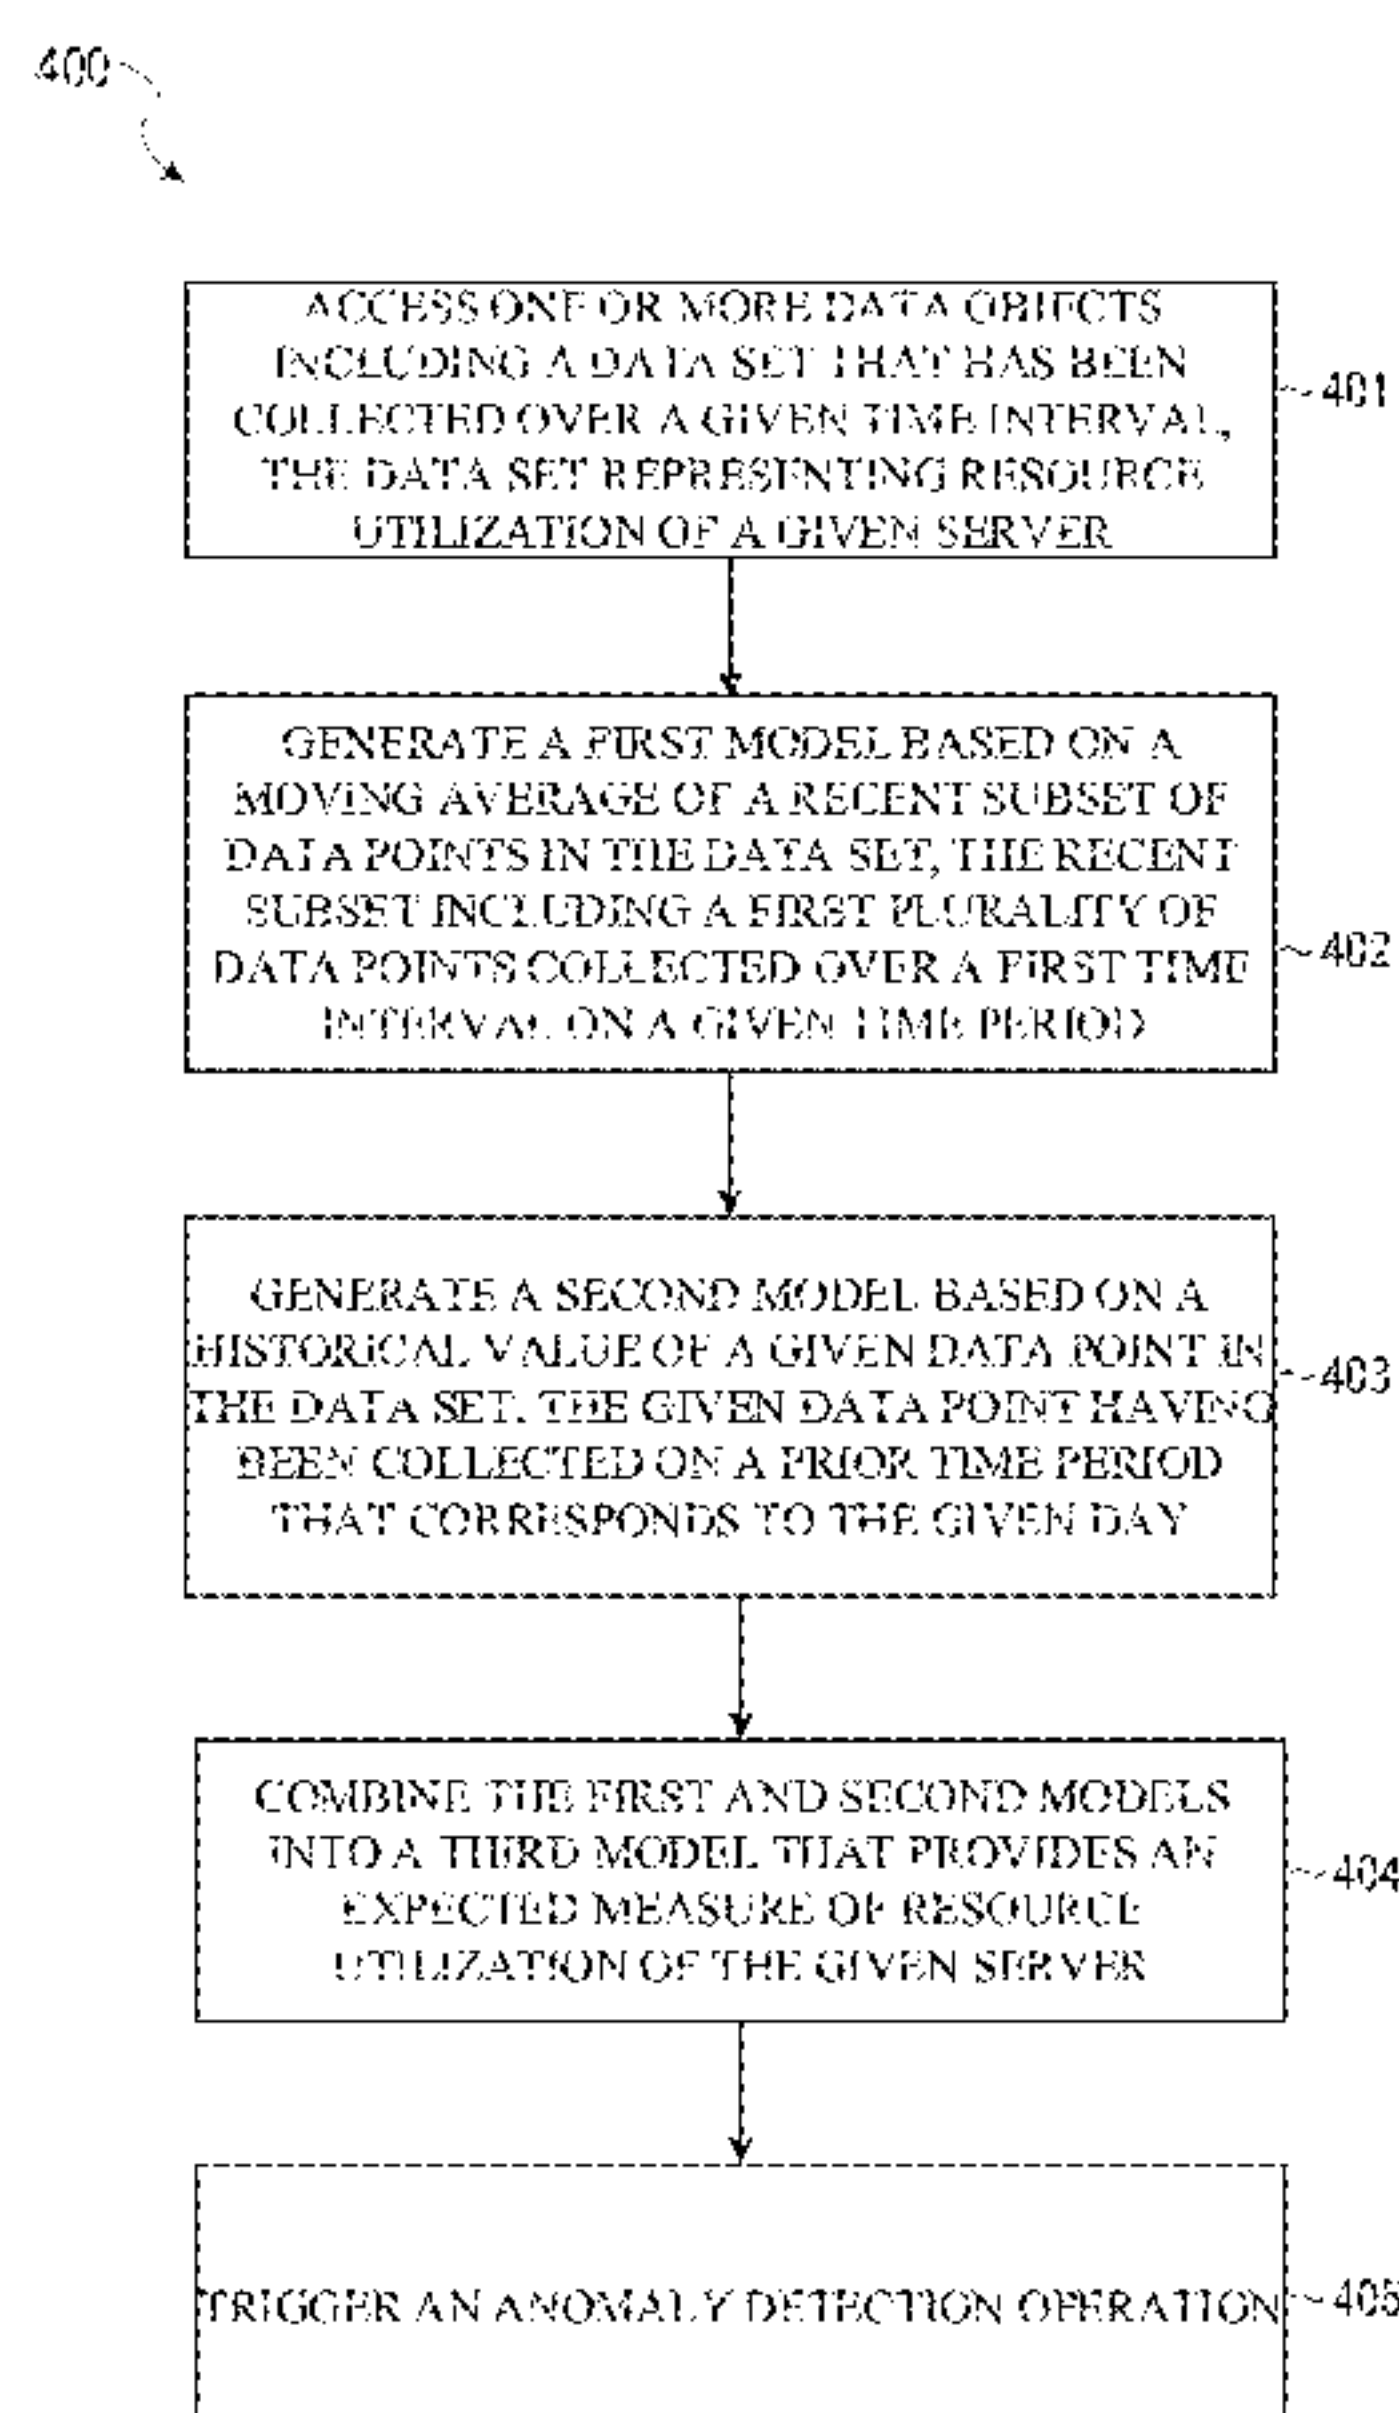 400
ACCESS ONE OR MORE DATA OBJECTS
INCLUDING A DATA SET THAT HAS BEEN
COLLECTED OVER A GIVEN TIME INTERVAL,
THE DATA SET REPRESENTING RESOURCE
UTILIZATION OF A GIVEN SERVER
401
GENERATE A FIRST MODEL BASED ON A
MOVING AVERAGE OF A RECENT SUBSET OF
DATA POINTS IN THE DATA SET, THE RECENT
SUBSET INCLUDING A FIRST PLURALITY OF
DATA POINTS COLLECTED OVER A FIRST TIME
INTERVAL ON A GIVEN TIME PERIOD
402
GENERATE A SECOND MODEL BASED ON A
HISTORICAL VALUE OF A GIVEN DATA POINT IN
THE DATA SET, THE GIVEN DATA POINT HAVING
BEEN COLLECTED ON A PRIOR TIME PERIOD
THAT CORRESPONDS TO THE GIVEN DAY
403
COMBINE THE FIRST AND SECOND MODELS
INTO A THIRD MODEL THAT PROVIDES AN
EXPECTED MEASURE OF RESOURCE
UTILIZATION OF THE GIVEN SERVER
404
TRIGGER AN ANOMALY DETECTION OPERATION
405